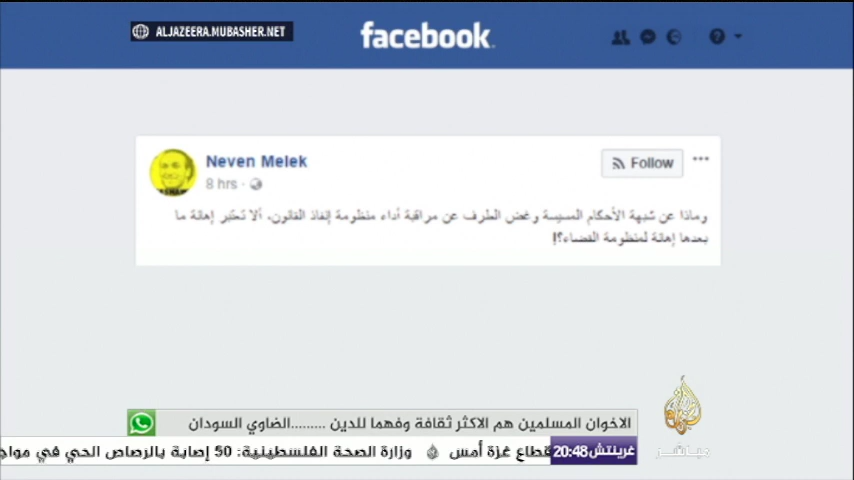 ALJAZEERA.MUBASHER.NET
facebook
Neven Melek
Follow
8 hrs
وماذا عن شبهة الأحكام المسيسة وغض الطرف عن مراقبة أداء منظومة إنفاذ القانون، ألا تعتبر إهانة ما
بعدها إهانة لمنظومة القضاء؟!
الاخوان المسلمين هم الاكثر ثقافة وفهما للدين .........الضاوي السودان
مباشر
غرينتش 20:48
قطاع غزة أمس
وزارة الصحة الفلسطينية: 50 إصابة بالرصاص الحي في مواج